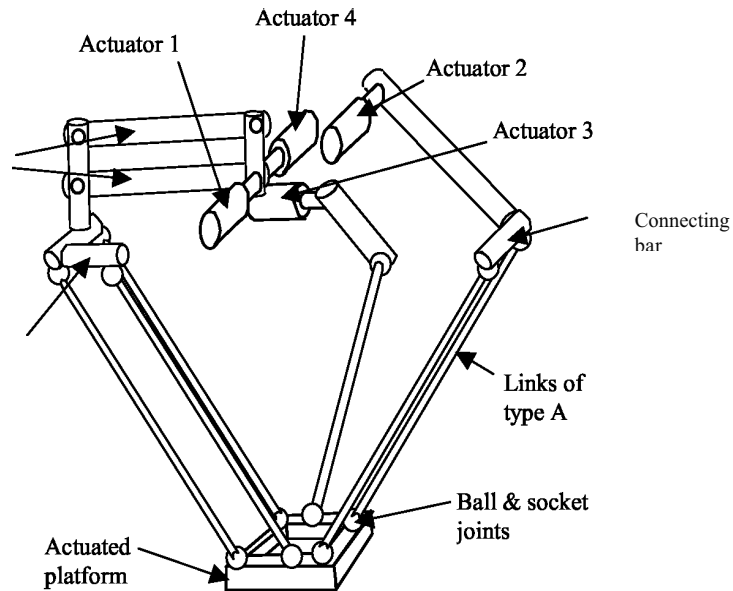 Actuator 4
Actuator 1
Actuator 2
Actuator 3
Connecting
bar
Links of
type A
Ball & socket
joints
Actuated
platform